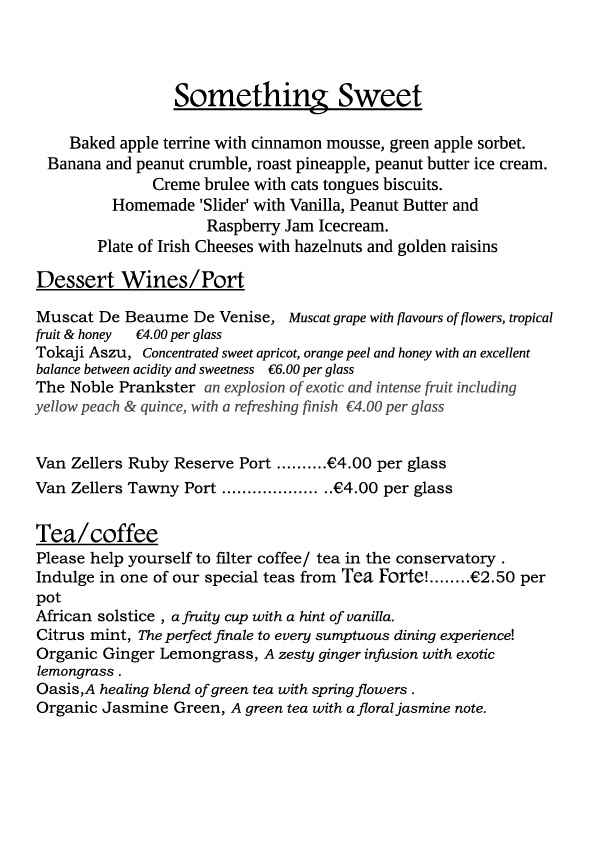 Something Sweet
Baked apple terrine with cinnamon mousse, green apple sorbet.
Banana and peanut crumble, roast pineapple, peanut butter ice cream.
Creme brulee with cats tongues biscuits.
Homemade 'Slider' with Vanilla, Peanut Butter and
Raspberry Jam Icecream.
Plate of Irish Cheeses with hazelnuts and golden raisins
Dessert Wines/Port
Muscat De Beaume De Venise, Muscat grape with flavours of flowers, tropical
fruit & honey €4.00 per glass
Tokaji Aszu, Concentrated sweet apricot, orange peel and honey with an excellent
balance between acidity and sweetness €6.00 per glass
The Noble Prankster an explosion of exotic and intense fruit including
yellow peach & quince, with a refreshing finish €4.00 per glass
Van Zellers Ruby Reserve Port ..........€4.00 per glass
Van Zellers Tawny Port ................... ..€4.00 per glass
Tea/coffee
Please help yourself to filter coffee/ tea in the conservatory .
Indulge in one of our special teas from Tea Forte!........€2.50 per
pot
African solstice , a fruity cup with a hint of vanilla.
Citrus mint, The perfect finale to every sumptuous dining experience!
Organic Ginger Lemongrass, A zesty ginger infusion with exotic
lemongrass .
Oasis,A healing blend of green tea with spring flowers .
Organic Jasmine Green, A green tea with a floral jasmine note.